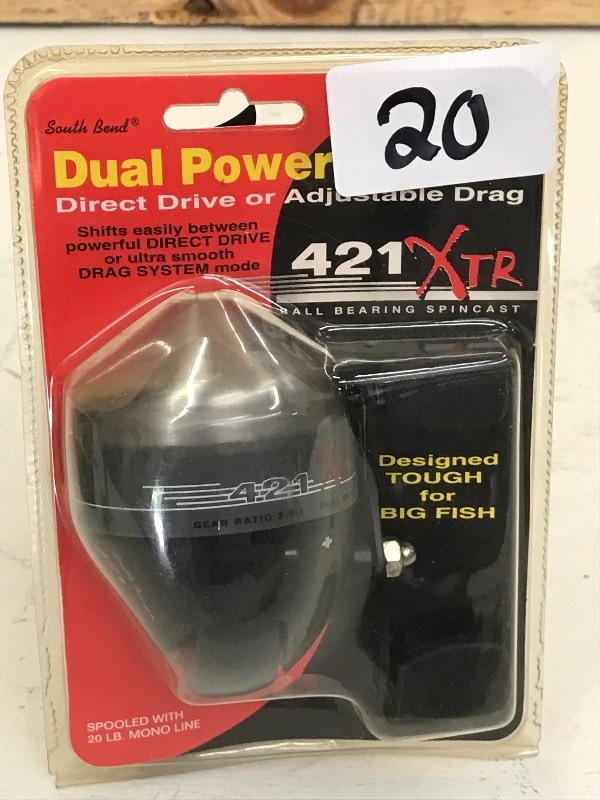 20
South Bend®
Dual Power
Direct Drive or Adjustable Drag
Shifts easily between
powerful DIRECT DRIVE
or ultra smooth
DRAG SYSTEM mode
421 XTR
BALL BEARING SPINCAST
Designed
TOUGH
for
BIG FISH
421
GEAR RATIO
SPOOLED WITH
20 LB. MONO LINE